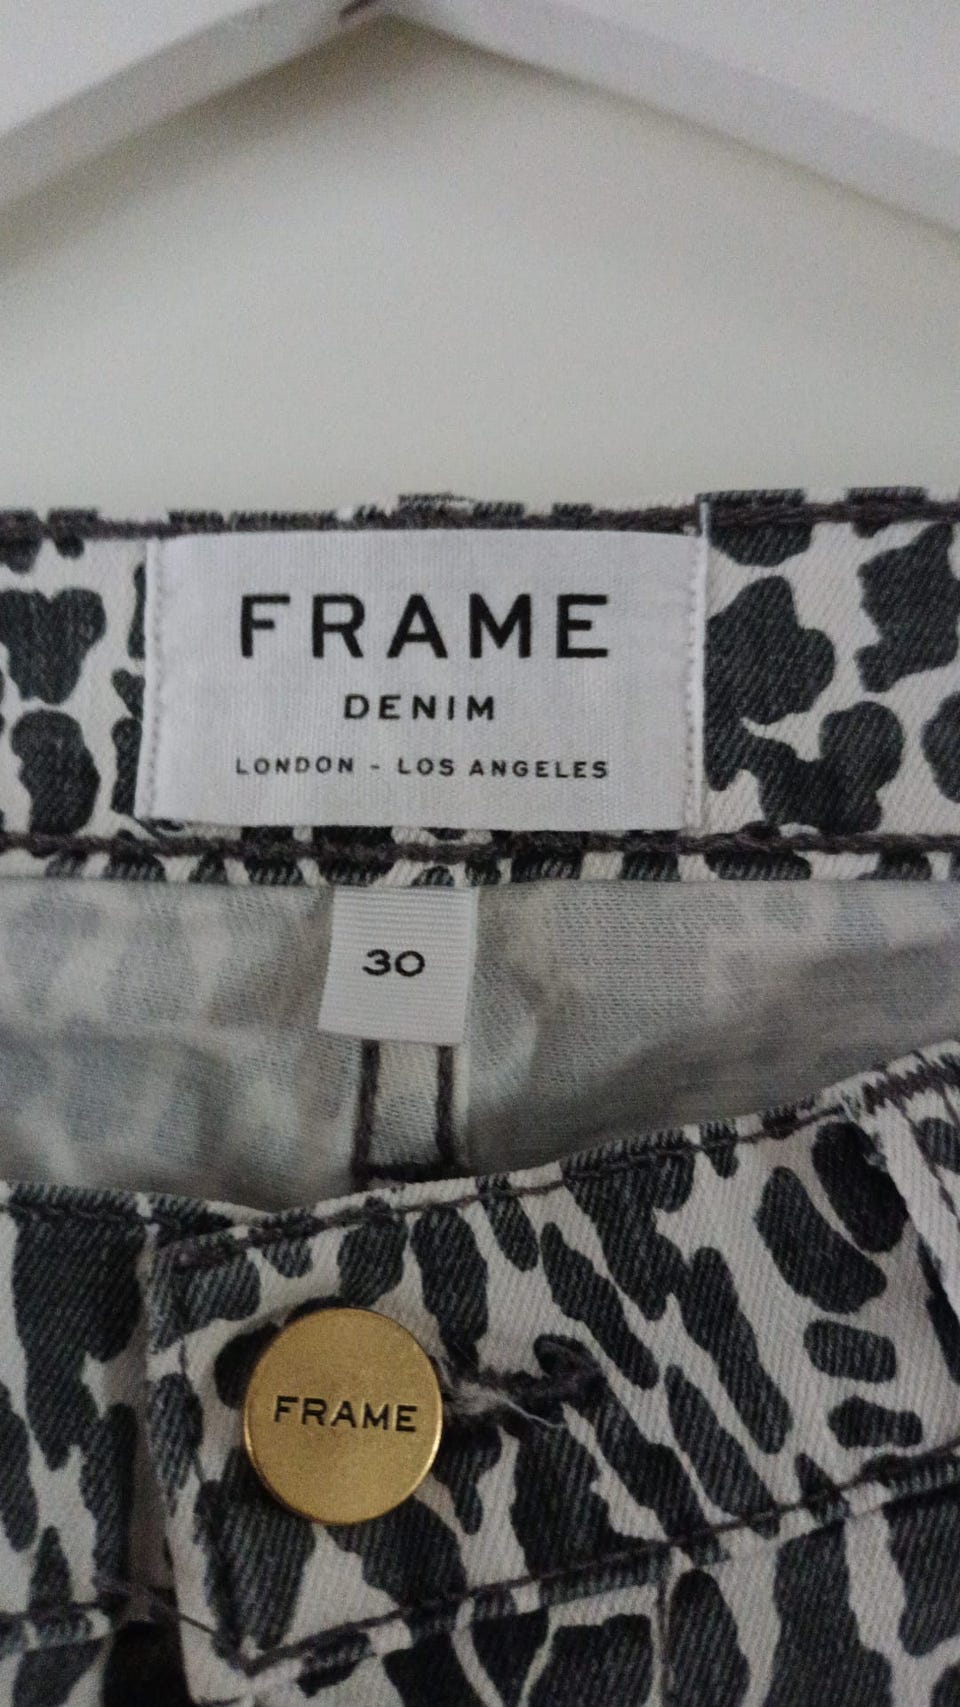 FRAME
DENIM
LONDON - LOS ANGELES
30
FRAME